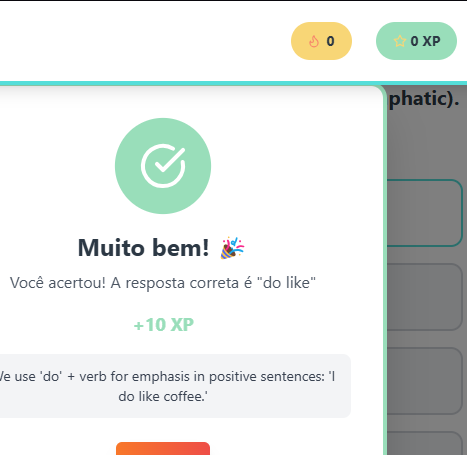 0
0 XP
phatic).
Muito bem! 🎉
Você acertou! A resposta correta é "do like"
+10 XP
We use 'do' + verb for emphasis in positive sentences: 'I
do like coffee.'